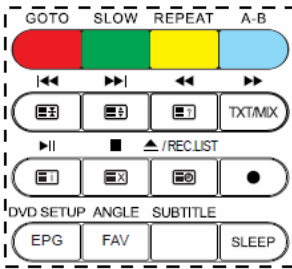 GOTO SLOW REPEAT A-B
TXT/MIX
/ REC.LIST
DVD SETUP ANGLE SUBTITLE
EPG FAV SLEEP